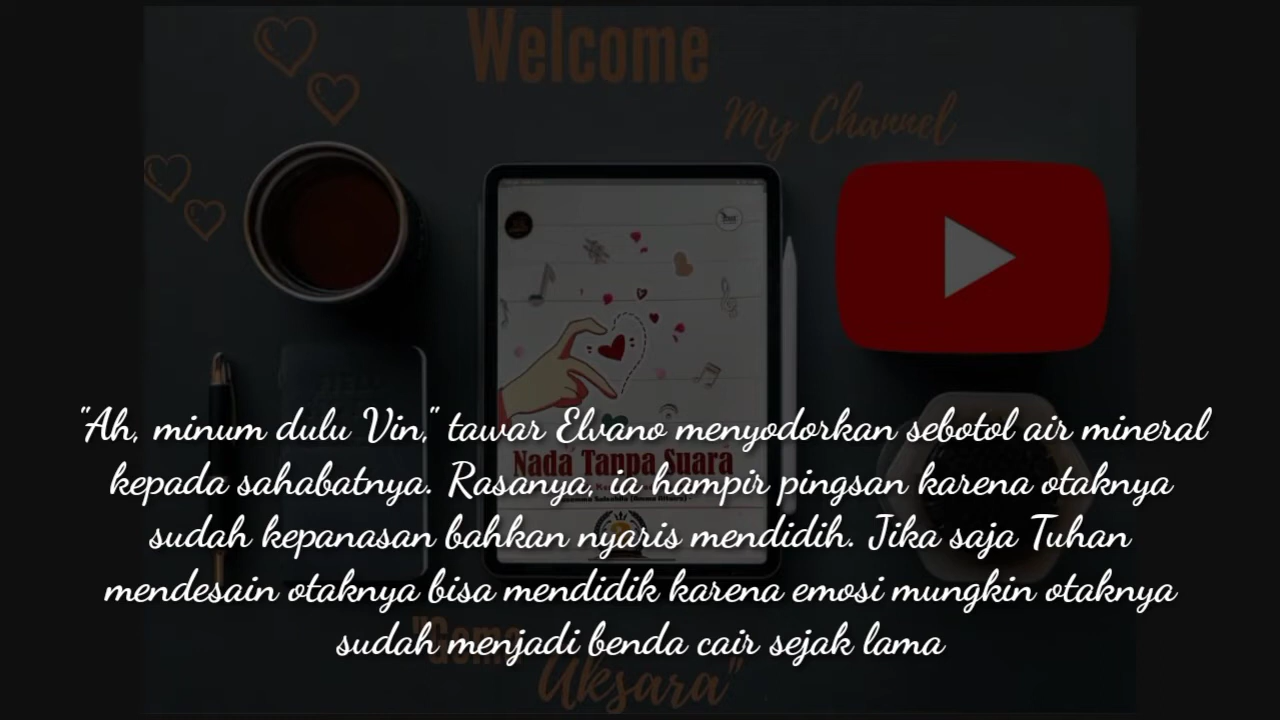 Welcome
My Channel
"Ah, minum dulu Vin," tawar Elvano menyodorkan sebotol air mineral
kepada sahabatnya. Rasanya, ia hampir pingsan karena otaknya
sudah kepanasan bahkan nyaris mendidih. Jika saja Tuhan
mendesain otaknya bisa mendidik karena emosi mungkin otaknya
sudah menjadi benda cair sejak lama
Nada Tanpa Suara
Aksara"